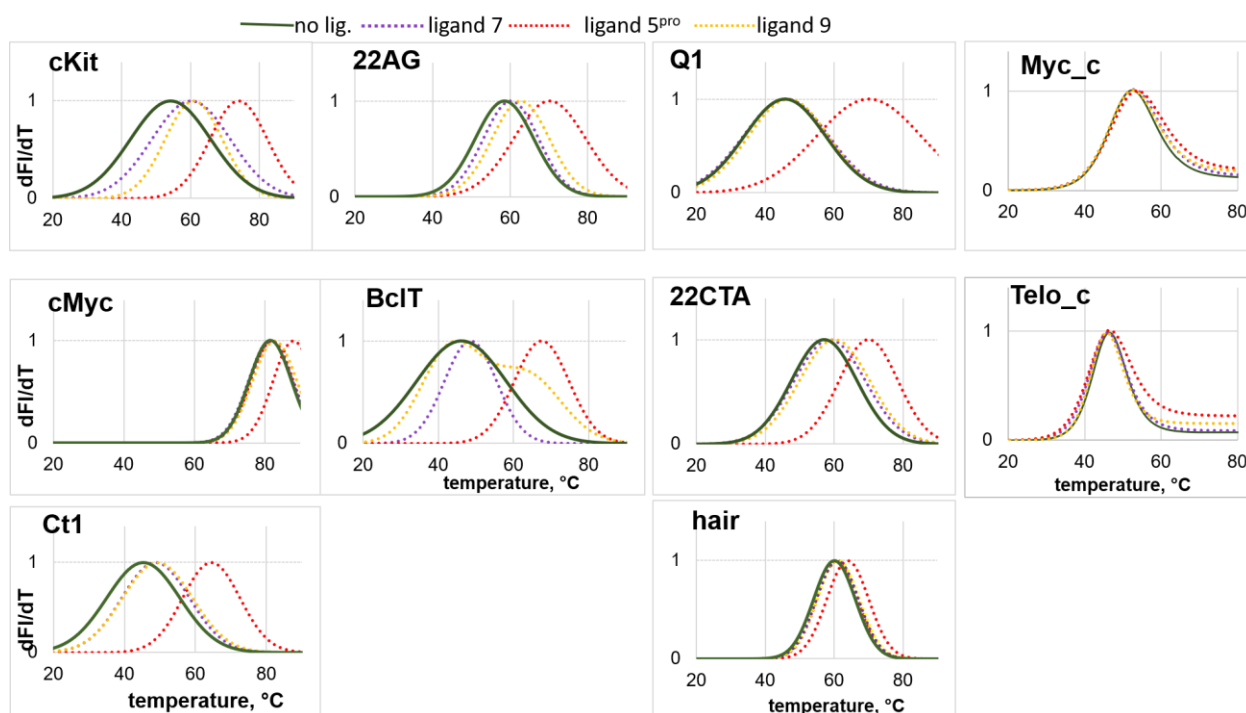 no lig. ligand 7 ligand 5pro ligand 9
cKit 22AG Q1 Myc_c
dFI/dT
1 1 1 1
0 0 0 0
20 40 60 80 20 40 60 80 20 40 60 80 20 40 60 80
cMyc BclT 22CTA Telo_c
dFI/dT
1 1 1 1
0 0 0 0
20 40 60 80 20 40 60 80 20 40 60 80 20 40 60 80
temperature, °C temperature, °C
Ct1 hair
dFI/dT
1 1
0 0
20 40 60 80 20 40 60 80
temperature, °C temperature, °C